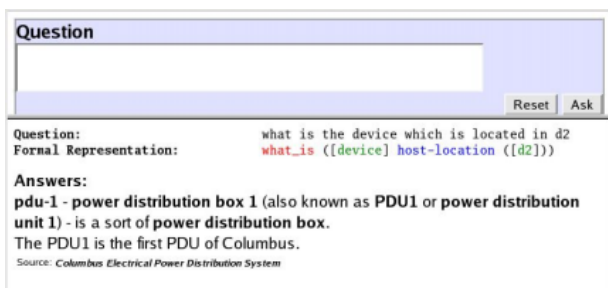 Question
Reset Ask
Question: what is the device which is located in d2
Formal Representation: what_is ([device] host-location ([d2]))
Answers:
pdu-1 - power distribution box 1 (also known as PDU1 or power distribution
unit 1) - is a sort of power distribution box.
The PDU1 is the first PDU of Columbus.
Source: Columbus Electrical Power Distribution System